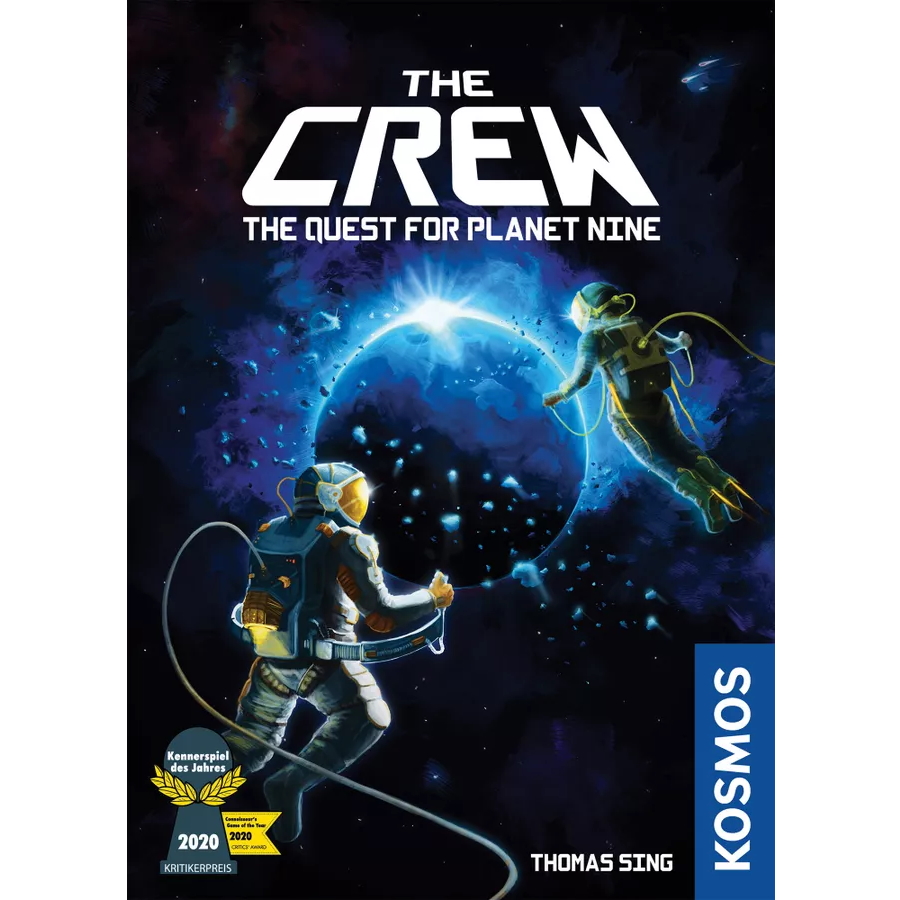 THE
CREW
THE QUEST FOR PLANET NINE
KOSMOS
Kennerspiel
des Jahres
2020
KRITIKERPREIS
Connoisseur's
Game of the Year
2020
CRITICS' AWARD
THOMAS SING